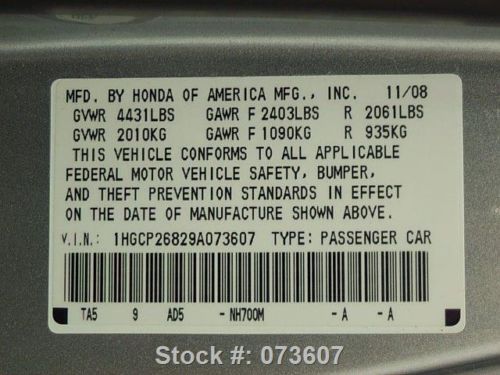 MFD. BY HONDA OF AMERICA MFG., INC. 11/08
GVWR 4431LBS GAWR F 2403LBS R 2061LBS
GVWR 2010KG GAWR F 1090KG R 935KG
THIS VEHICLE CONFORMS TO ALL APPLICABLE
FEDERAL MOTOR VEHICLE SAFETY, BUMPER,
AND THEFT PREVENTION STANDARDS IN EFFECT
ON THE DATE OF MANUFACTURE SHOWN ABOVE.
V.I.N: 1HGCP26829A073607 TYPE: PASSENGER CAR
TA5 9 AD5 - NH700M - A - A
Stock #: 073607